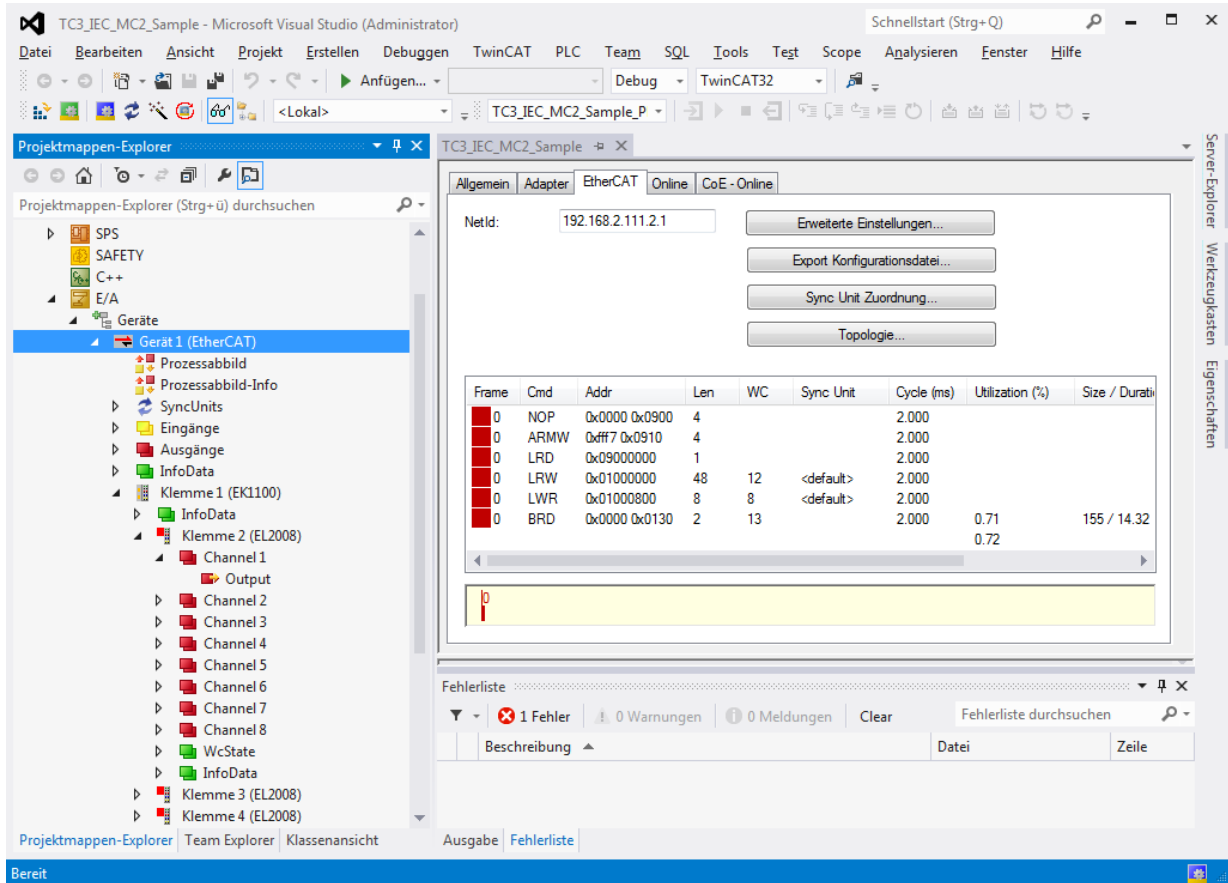 TC3_IEC_MC2_Sample - Microsoft Visual Studio (Administrator)
Schnellstart (Strg+Q)
Datei Bearbeiten Ansicht Projekt Erstellen Debuggen TwinCAT PLC Team SQL Tools Test Scope Analysieren Fenster Hilfe
Anfügen... Debug TwinCAT32
<Lokal> TC3_IEC_MC2_Sample_P
Projektmappen-Explorer
Projektmappen-Explorer (Strg+ü) durchsuchen
SPS
SAFETY
C++
E/A
Geräte
Gerät 1 (EtherCAT)
Prozessabbild
Prozessabbild-Info
SyncUnits
Eingänge
Ausgänge
InfoData
Klemme 1 (EK1100)
InfoData
Klemme 2 (EL2008)
Channel 1
Output
Channel 2
Channel 3
Channel 4
Channel 5
Channel 6
Channel 7
Channel 8
WcState
InfoData
Klemme 3 (EL2008)
Klemme 4 (EL2008)
Projektmappen-Explorer Team Explorer Klassenansicht
TC3_IEC_MC2_Sample
Allgemein Adapter EtherCAT Online CoE - Online
NetId: 192.168.2.111.2.1
Erweiterte Einstellungen...
Export Konfigurationsdatei...
Sync Unit Zuordnung...
Topologie...
Frame Cmd Addr Len WC Sync Unit Cycle (ms) Utilization (%) Size / Durati
0 NOP 0x0000 0x0900 4 2.000
0 ARMW 0xfff7 0x0910 4 2.000
0 LRD 0x09000000 1 2.000
0 LRW 0x01000000 48 12 <default> 2.000
0 LWR 0x01000800 8 8 <default> 2.000
0 BRD 0x0000 0x0130 2 13 2.000 0.71 155 / 14.32
0.72
0
Fehlerliste
1 Fehler 0 Warnungen 0 Meldungen Clear Fehlerliste durchsuchen
Beschreibung Datei Zeile
Ausgabe Fehlerliste
Server-Explorer
Werkzeugkasten
Eigenschaften
Bereit